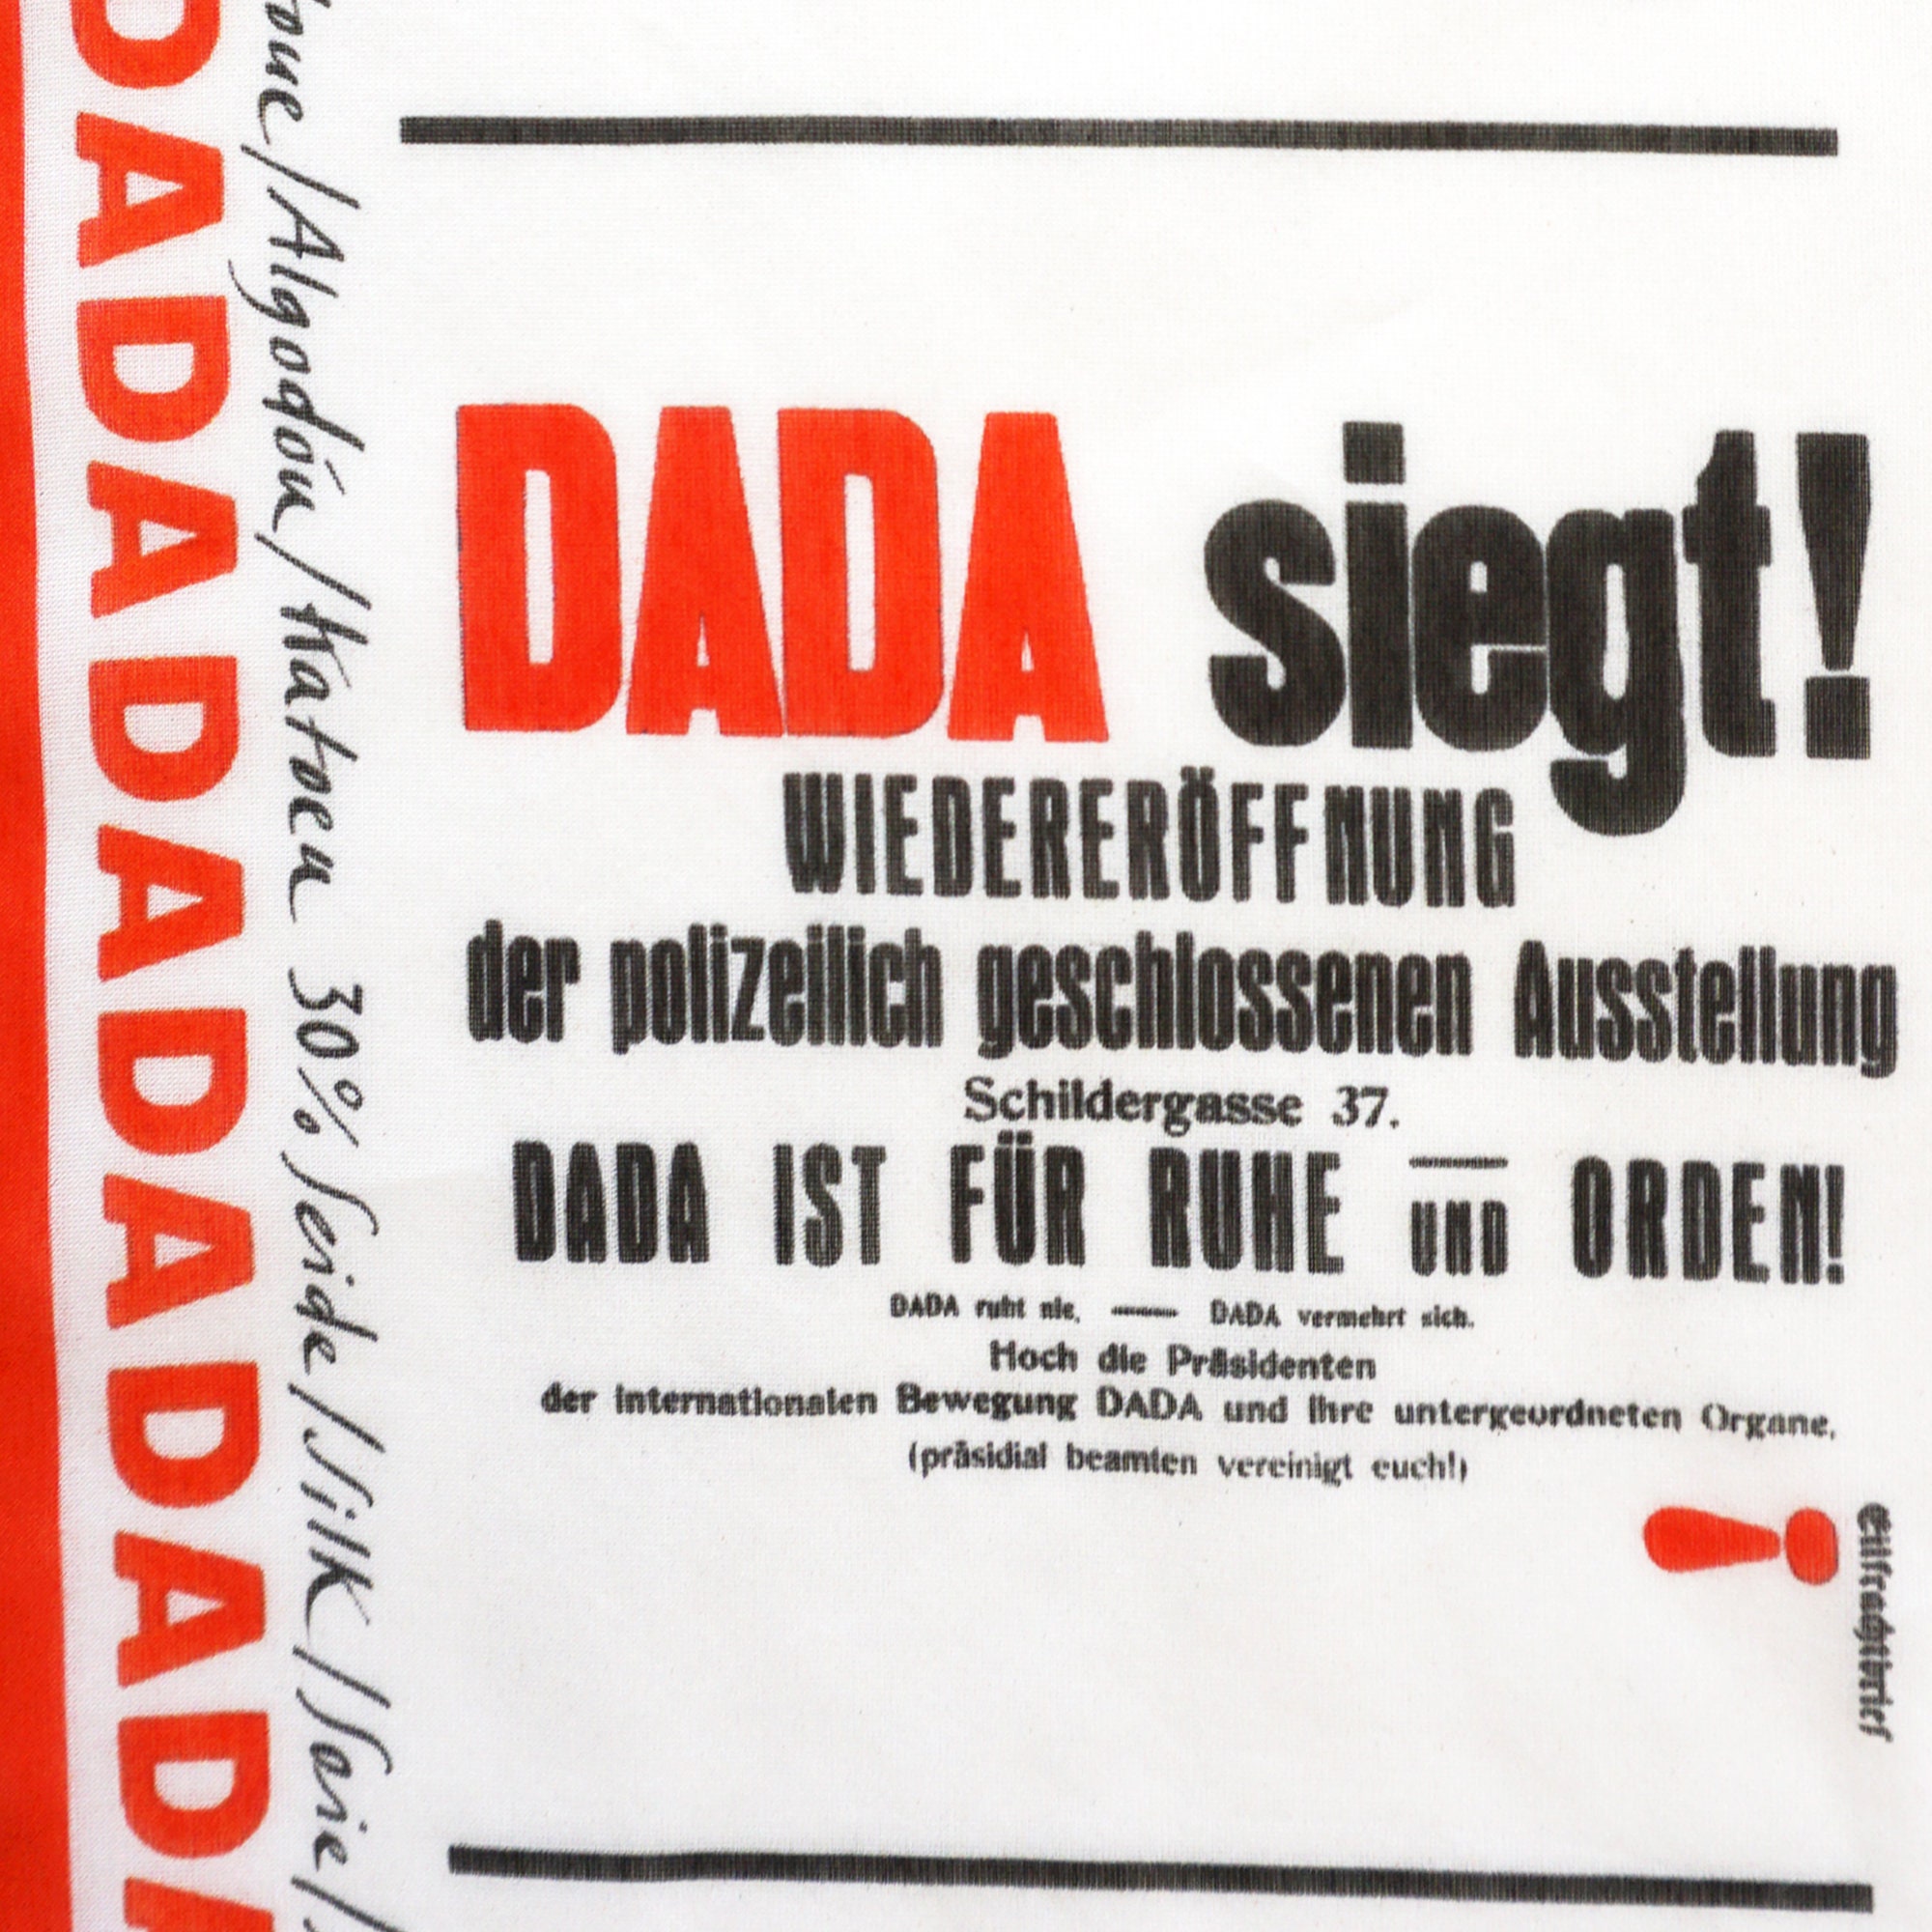 DADADADADADA
/Algodón/Katoen 30% Seide/Silk/Soie/
DADA siegt!
WIEDERERÖFFNUNG
der polizeilich geschlossenen Ausstellung
Schildergasse 37.
DADA IST FÜR RUHE UND ORDEN!
DADA ruht nie. — DADA vermehrt sich.
Hoch die Präsidenten
der internationalen Bewegung DADA und ihre untergeordneten Organe.
(präsidial beamten vereinigt euch!)
!
Eilfrachtbrief